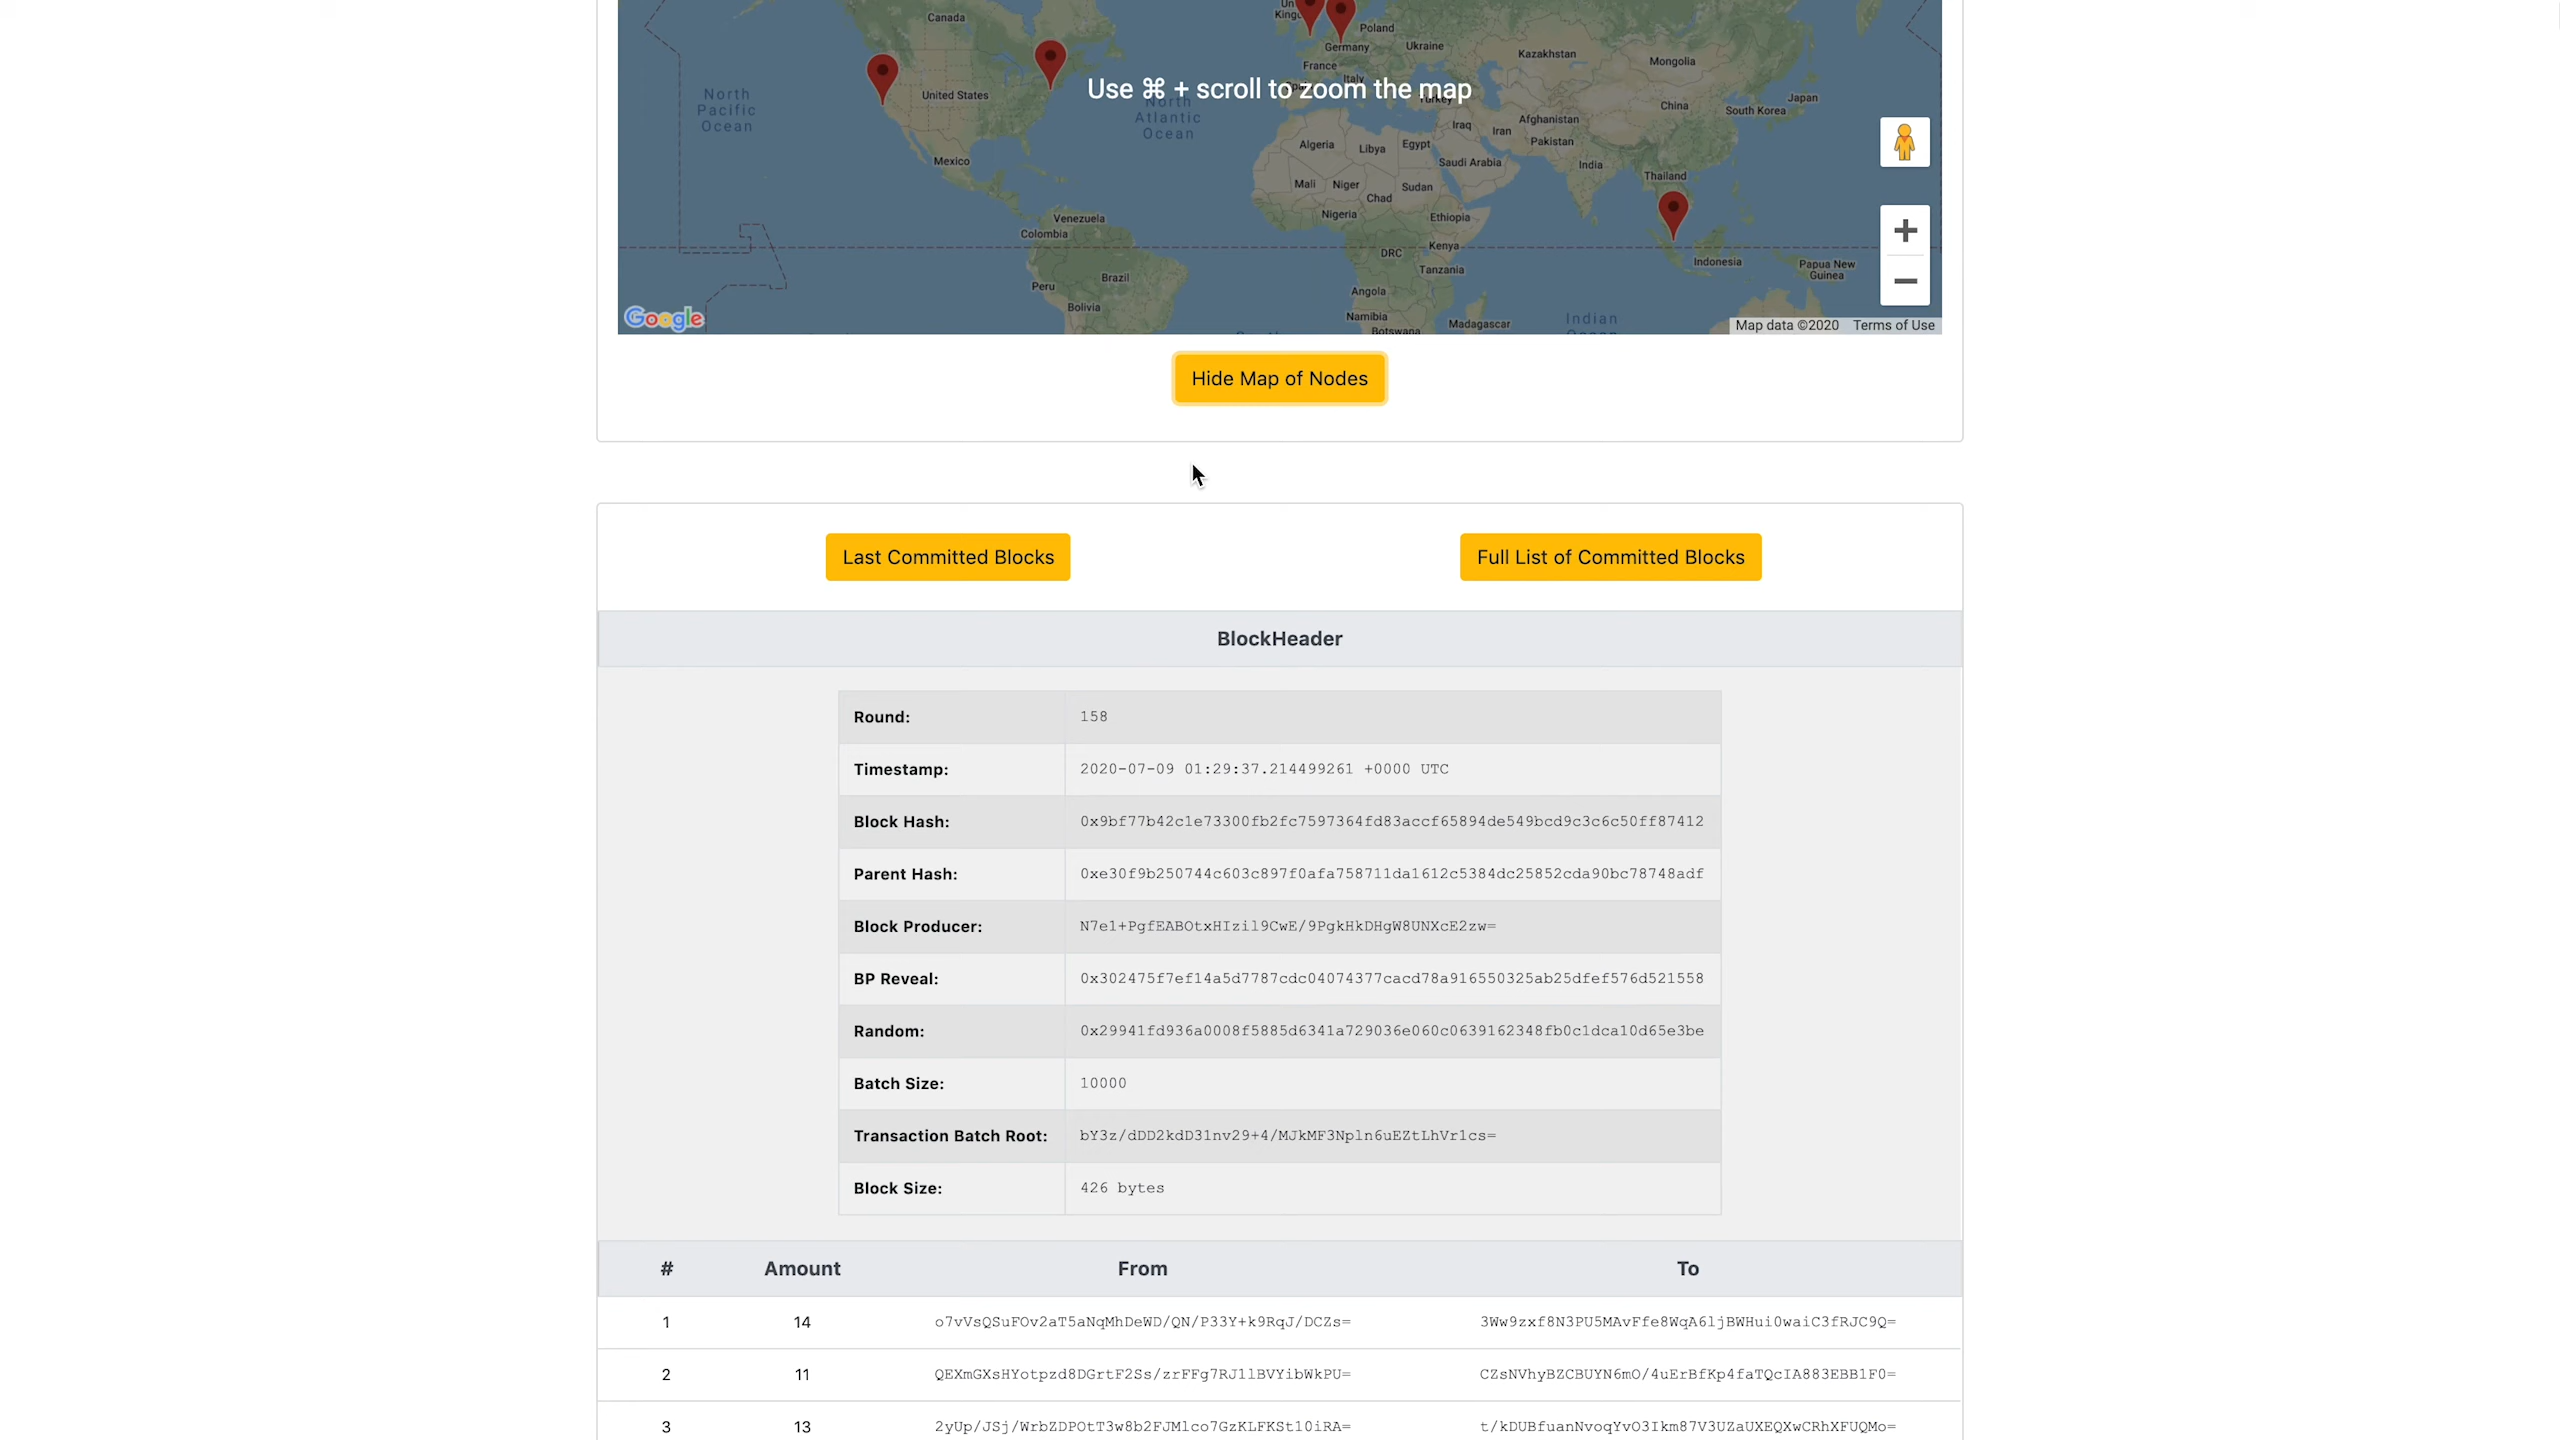 Canada
Poland
Germany
Ukraine
Kazakhstan
Mongolia
France
Italy
United States
North
Pacific
Ocean
Use ⌘ + scroll to zoom the map
North
Atlantic
Ocean
Turkey
China
Japan
South Korea
Iraq
Iran
Afghanistan
Pakistan
Algeria
Libya
Egypt
Saudi Arabia
India
Mexico
Thailand
Mali
Niger
Sudan
Chad
Nigeria
Ethiopia
Venezuela
Colombia
Kenya
DRC
Tanzania
Indonesia
Papua New
Guinea
Brazil
Peru
Angola
Bolivia
Namibia
Botswana
Madagascar
Indian
Google
Map data ©2020 Terms of Use
Hide Map of Nodes
Last Committed Blocks
Full List of Committed Blocks
BlockHeader
Round: 158
Timestamp: 2020-07-09 01:29:37.214499261 +0000 UTC
Block Hash: 0x9bf77b42c1e73300fb2fc7597364fd83accf65894de549bcd9c3c6c50ff87412
Parent Hash: 0xe30f9b250744c603c897f0afa758711da1612c5384dc25852cda90bc78748adf
Block Producer: N7e1+PgfEABOtxHIzil9CwE/9PgkHkDHgW8UNXcE2zw=
BP Reveal: 0x302475f7ef14a5d7787cdc04074377cacd78a916550325ab25dfef576d521558
Random: 0x29941fd936a0008f5885d6341a729036e060c0639162348fb0c1dca10d65e3be
Batch Size: 10000
Transaction Batch Root: bY3z/dDD2kdD31nv29+4/MJkMF3Npln6uEZtLhVr1cs=
Block Size: 426 bytes
# Amount From To
1 14 o7vVsQSuFOv2aT5aNqMhDeWD/QN/P33Y+k9RqJ/DCZs= 3Ww9zxf8N3PU5MAvFfe8WqA6ljBWHui0waiC3fRJC9Q=
2 11 QEXmGXsHYotpzd8DGrtF2Ss/zrFFg7RJ1lBVYibWkPU= CZsNVhyBZCBUYN6mO/4uErBfKp4faTQcIA883EBB1F0=
3 13 2yUp/JSj/WrbZDPOtT3w8b2FJMlco7GzKLFKSt10iRA= t/kDUBfuanNvoqYvO3Ikm87V3UZaUXEQXwCRhXFUQMo=